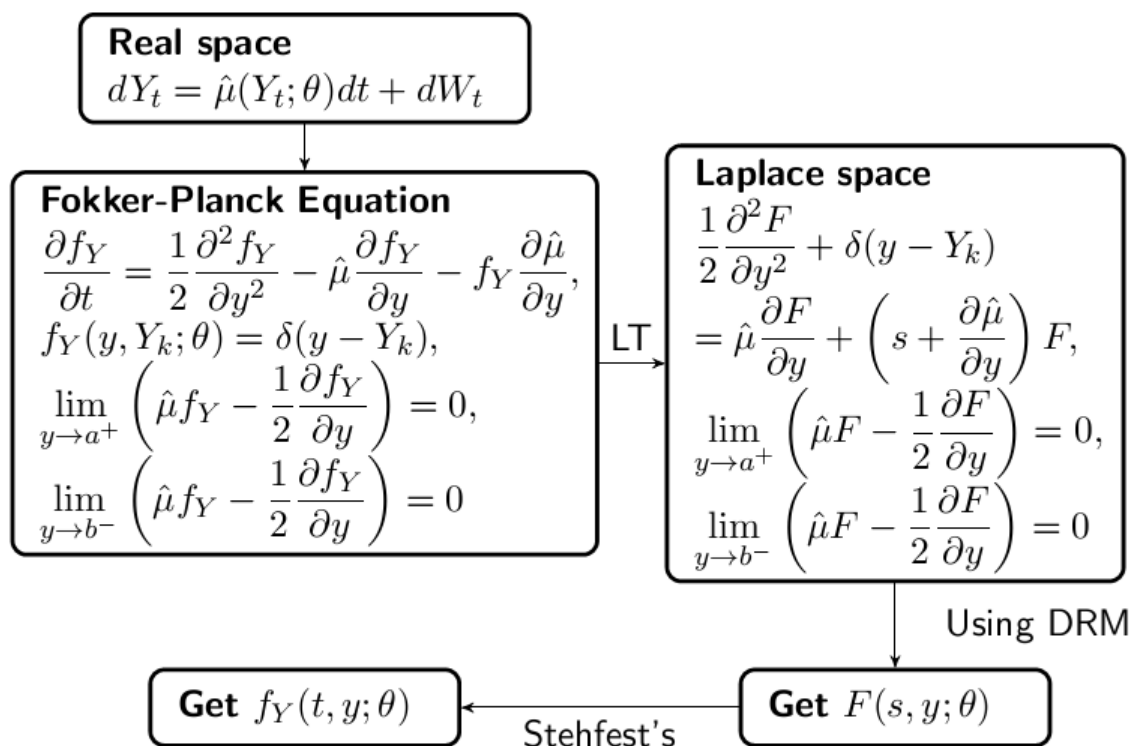 Real space
$dY_t = \hat{\mu}(Y_t; \theta)dt + dW_t$
Fokker-Planck Equation
$\frac{\partial f_Y}{\partial t} = \frac{1}{2}\frac{\partial^2 f_Y}{\partial y^2} - \hat{\mu}\frac{\partial f_Y}{\partial y} - f_Y\frac{\partial \hat{\mu}}{\partial y},$
$f_Y(y, Y_k; \theta) = \delta(y - Y_k),$
$\lim_{y \to a^+} \left( \hat{\mu} f_Y - \frac{1}{2}\frac{\partial f_Y}{\partial y} \right) = 0,$
$\lim_{y \to b^-} \left( \hat{\mu} f_Y - \frac{1}{2}\frac{\partial f_Y}{\partial y} \right) = 0$
LT
Laplace space
$\frac{1}{2}\frac{\partial^2 F}{\partial y^2} + \delta(y - Y_k)$
$= \hat{\mu}\frac{\partial F}{\partial y} + \left( s + \frac{\partial \hat{\mu}}{\partial y} \right) F,$
$\lim_{y \to a^+} \left( \hat{\mu} F - \frac{1}{2}\frac{\partial F}{\partial y} \right) = 0,$
$\lim_{y \to b^-} \left( \hat{\mu} F - \frac{1}{2}\frac{\partial F}{\partial y} \right) = 0$
Using DRM
Get $F(s, y; \theta)$
Stehfest's
Get $f_Y(t, y; \theta)$